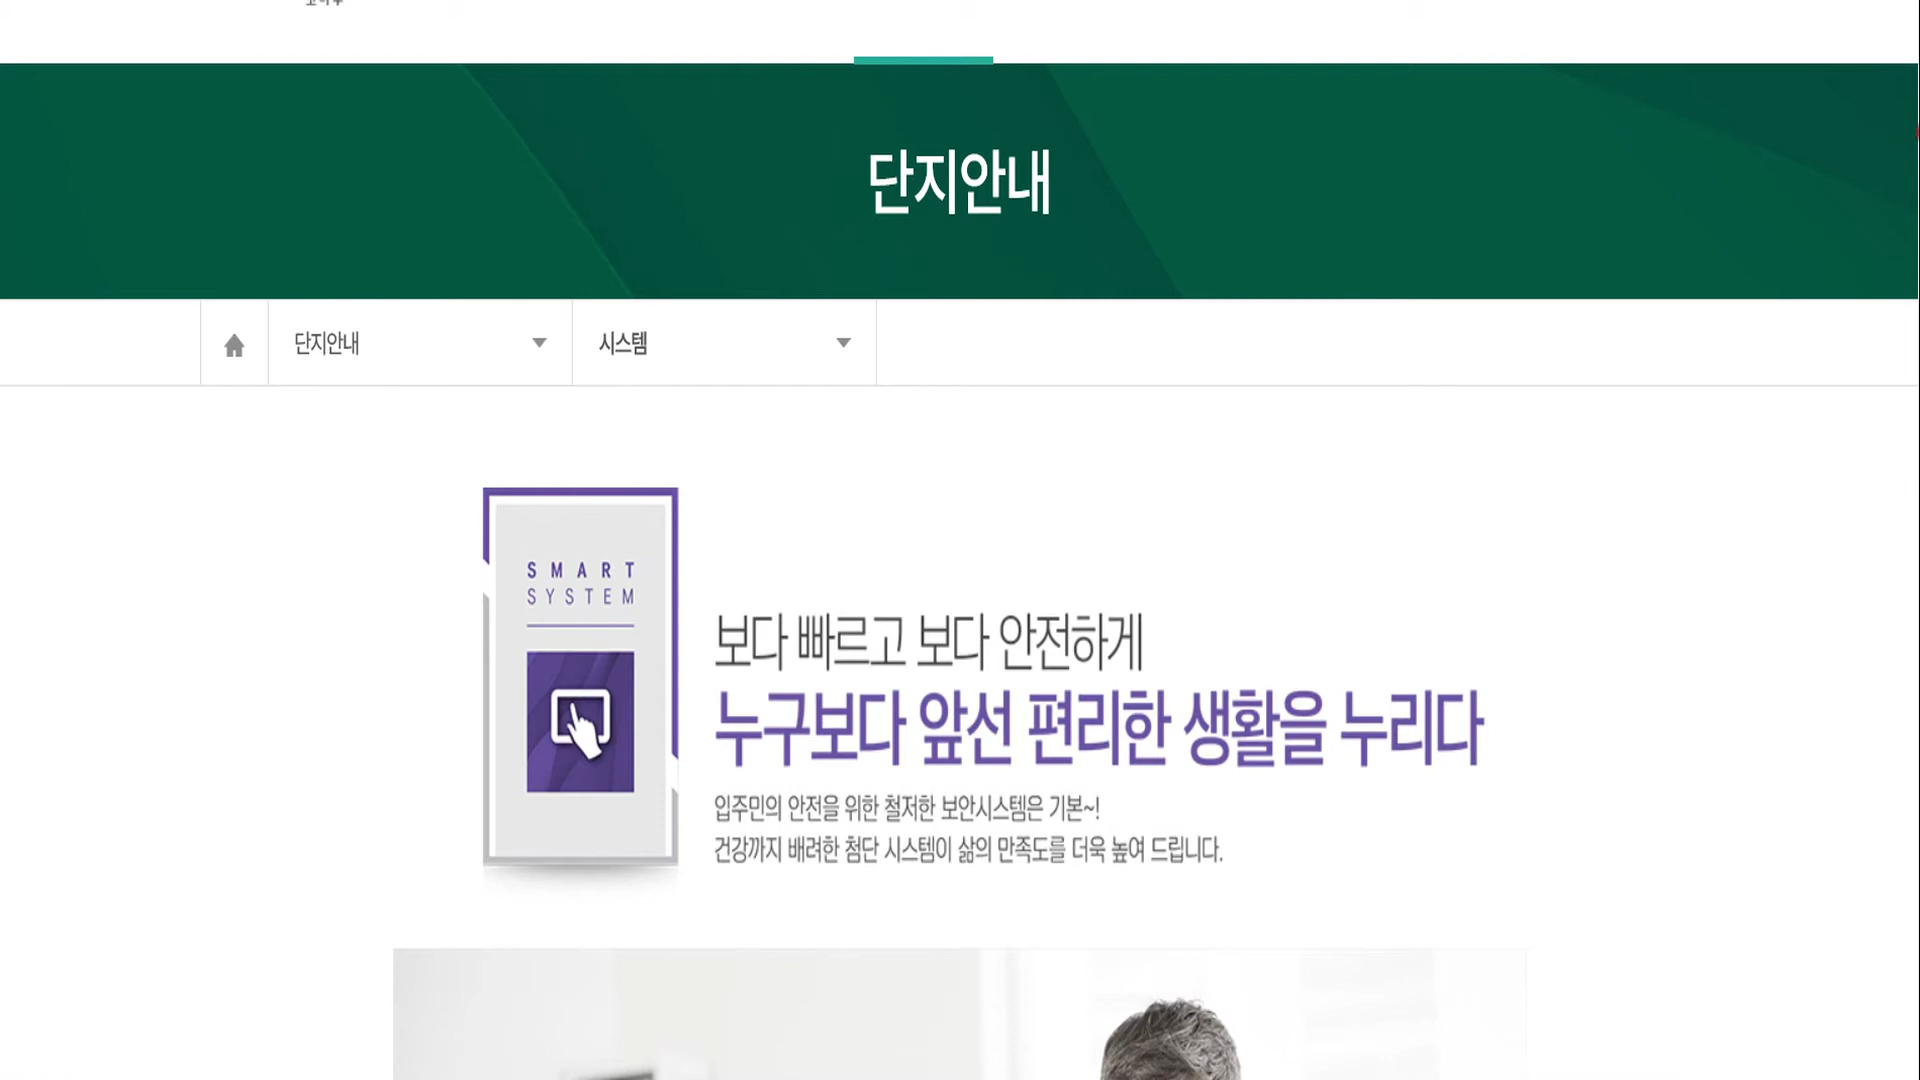 단지안내
단지안내
시스템
SMART
SYSTEM
보다 빠르고 보다 안전하게
누구보다 앞선 편리한 생활을 누리다
입주민의 안전을 위한 철저한 보안시스템은 기본~!
건강까지 배려한 첨단 시스템이 삶의 만족도를 더욱 높여 드립니다.